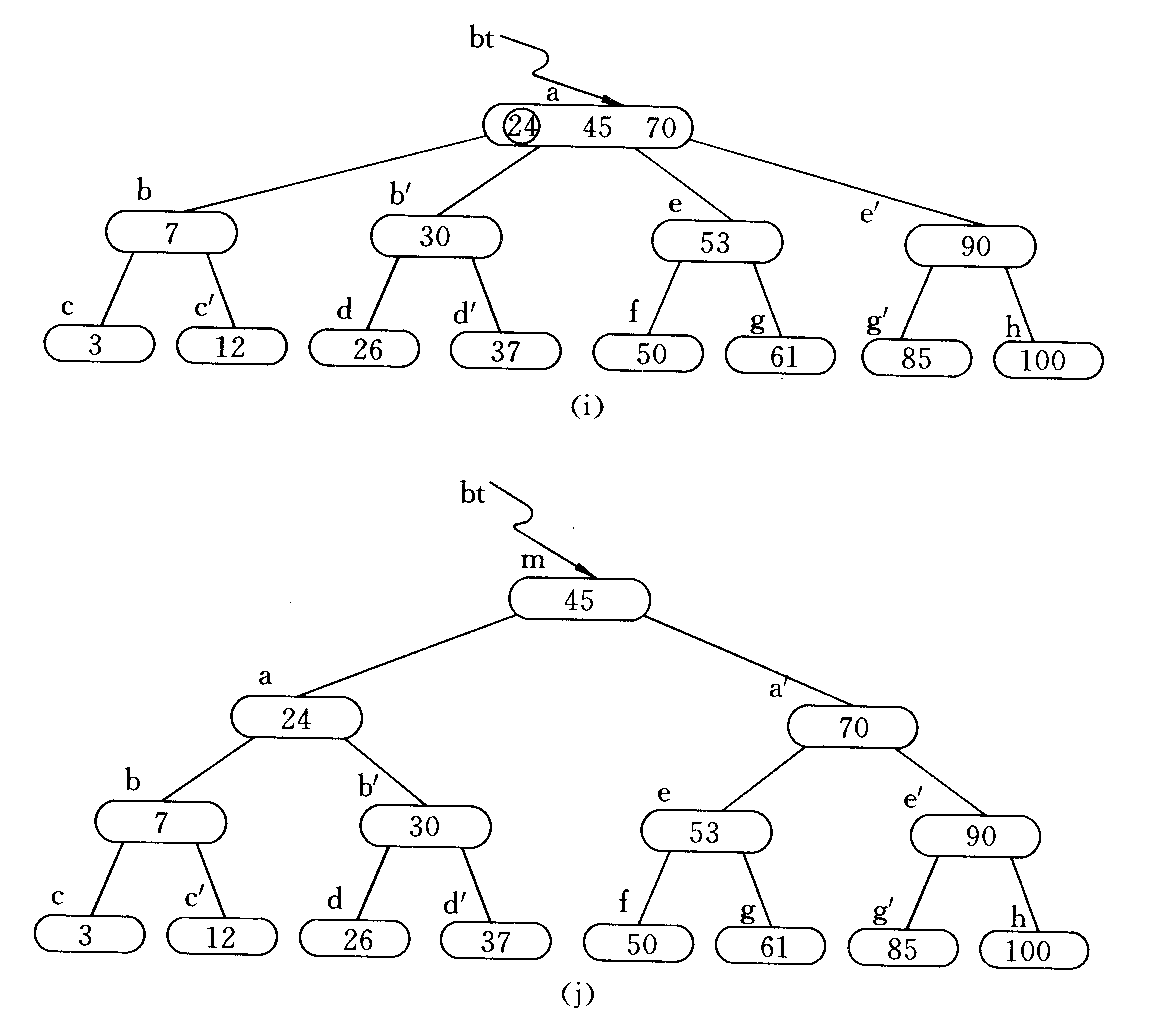 bt
a
24 45 70
b b′ e e′
7 30 53 90
c c′ d d′ f g g′ h
3 12 26 37 50 61 85 100
(i)
bt
m
45
a a′
24 70
b b′ e e′
7 30 53 90
c c′ d d′ f g g′ h
3 12 26 37 50 61 85 100
(j)